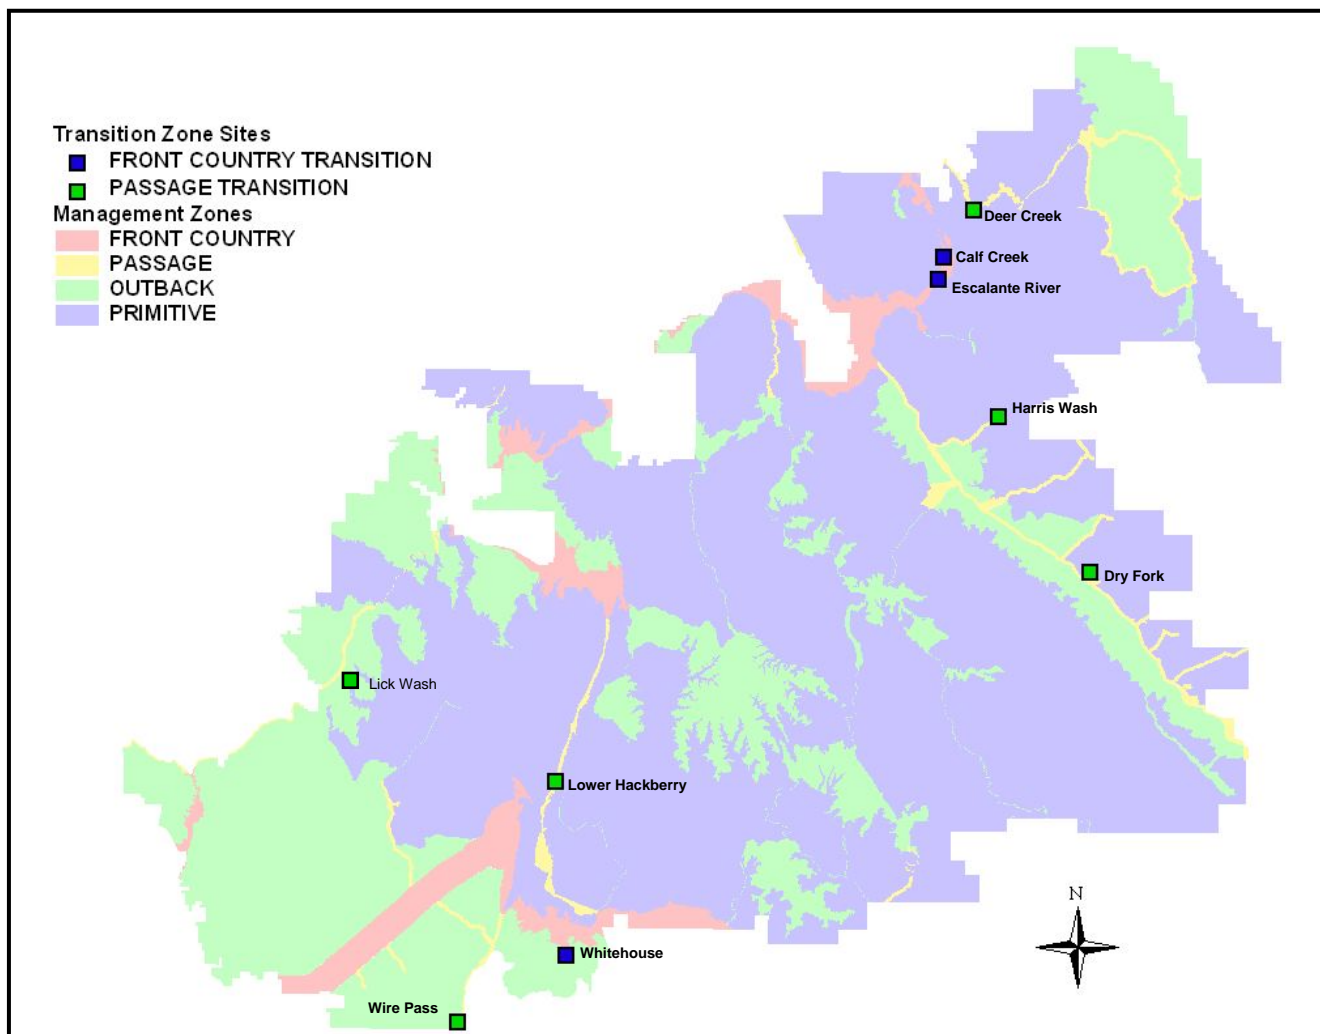 Transition Zone Sites
FRONT COUNTRY TRANSITION
PASSAGE TRANSITION
Management Zones
FRONT COUNTRY
PASSAGE
OUTBACK
PRIMITIVE
Deer Creek
Calf Creek
Escalante River
Harris Wash
Dry Fork
Lick Wash
Lower Hackberry
N
Whitehouse
Wire Pass